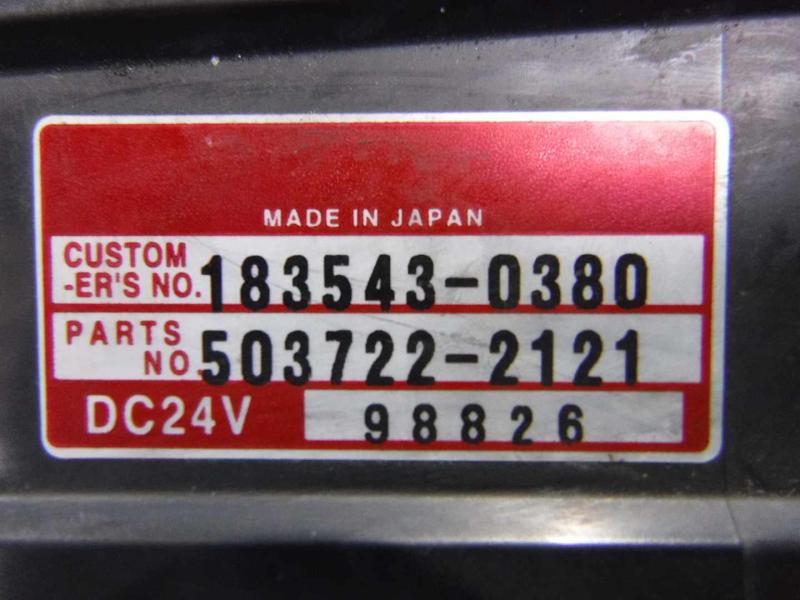 MADE IN JAPAN
CUSTOM
-ER'S NO. 183543-0380
PARTS
NO. 503722-2121
DC24V 98826